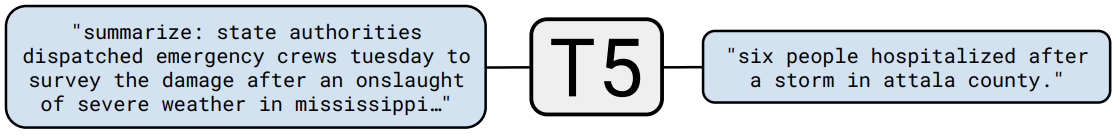 "summarize: state authorities
dispatched emergency crews tuesday to
survey the damage after an onslaught
of severe weather in mississippi…"
T5
"six people hospitalized after
a storm in attala county."